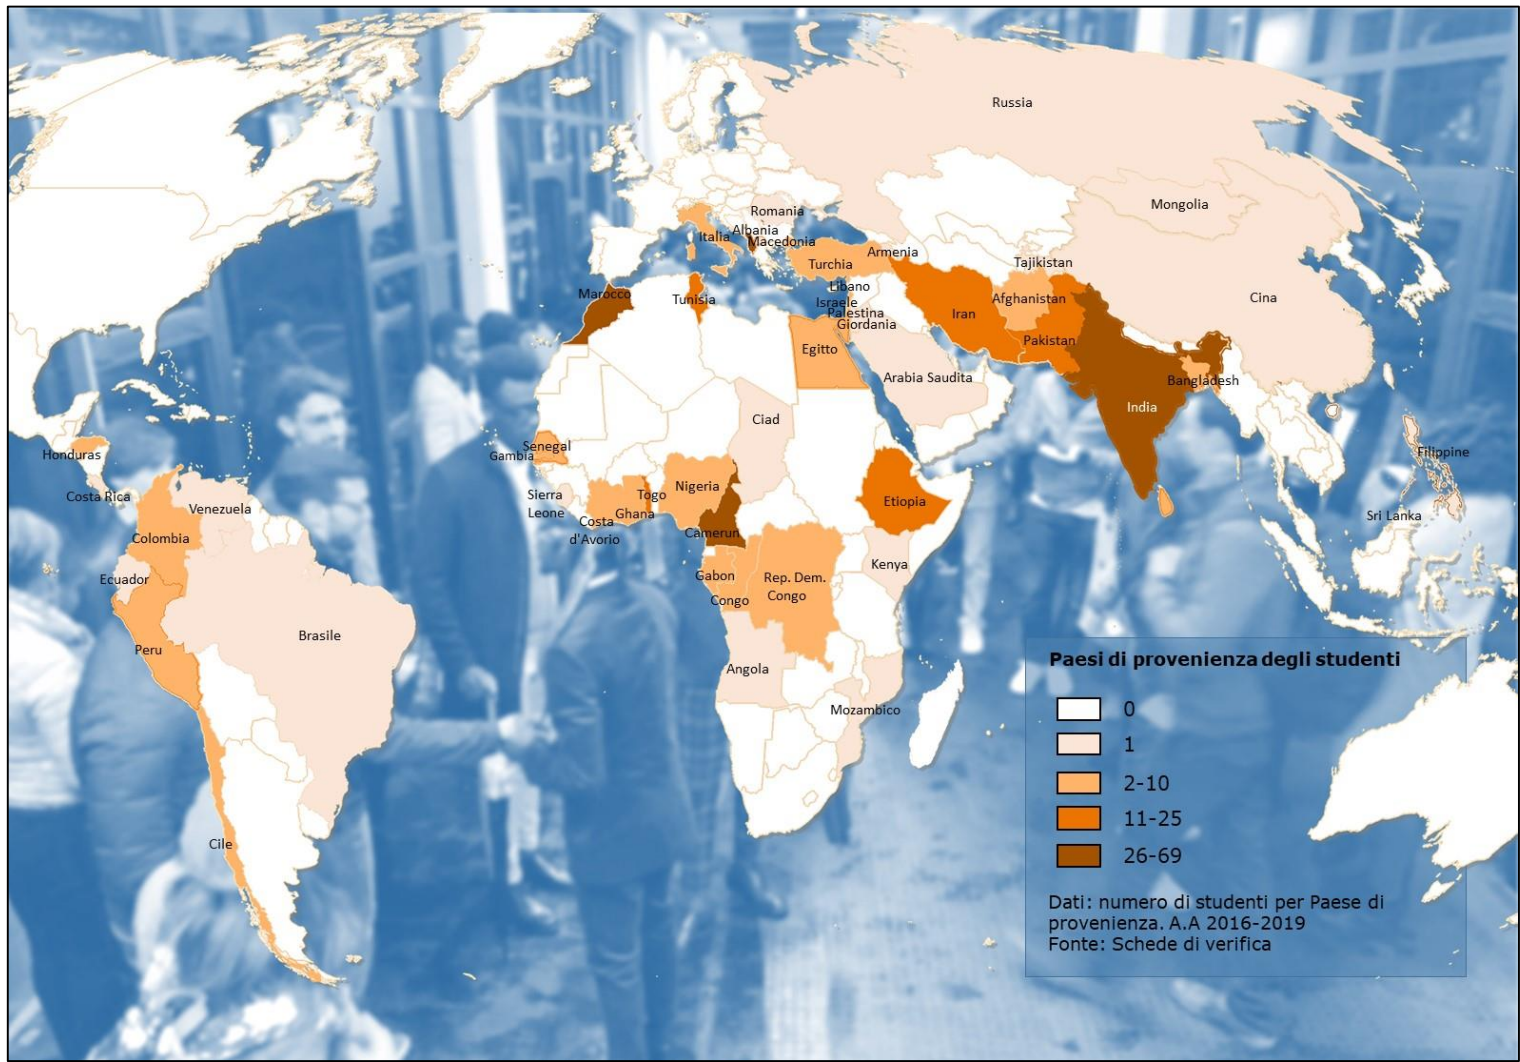 Russia
Mongolia
Romania
Albania
Italia
Macedonia
Armenia
Turchia
Tajikistan
Libano
Marocco
Tunisia
Israele
Afghanistan
Cina
Palestina
Iran
Giordania
Pakistan
Egitto
Arabia Saudita
Bangladesh
India
Ciad
Honduras
Senegal
Gambia
Filippine
Costa Rica
Venezuela
Sierra
Leone
Togo
Nigeria
Etiopia
Ghana
Sri Lanka
Costa
d'Avorio
Camerun
Colombia
Ecuador
Gabon
Rep. Dem.
Congo
Kenya
Congo
Brasile
Peru
Angola
Mozambico
Cile
Paesi di provenienza degli studenti
0
1
2-10
11-25
26-69
Dati: numero di studenti per Paese di
provenienza. A.A 2016-2019
Fonte: Schede di verifica